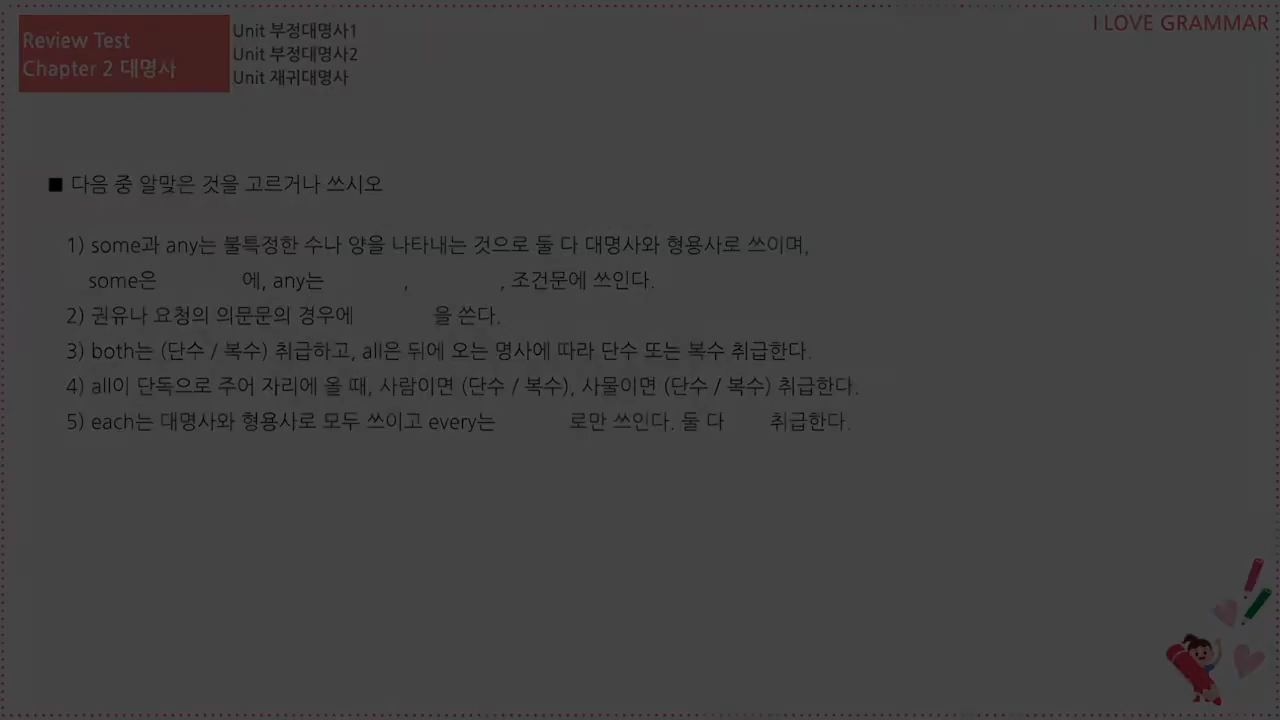 Review Test
Chapter 2 대명사
Unit 부정대명사1
Unit 부정대명사2
Unit 재귀대명사
I LOVE GRAMMAR
■ 다음 중 알맞은 것을 고르거나 쓰시오
1) some과 any는 불특정한 수나 양을 나타내는 것으로 둘 다 대명사와 형용사로 쓰이며,
some은 에, any는 , , 조건문에 쓰인다.
2) 권유나 요청의 의문문의 경우에 을 쓴다.
3) both는 (단수 / 복수) 취급하고, all은 뒤에 오는 명사에 따라 단수 또는 복수 취급한다.
4) all이 단독으로 주어 자리에 올 때, 사람이면 (단수 / 복수), 사물이면 (단수 / 복수) 취급한다.
5) each는 대명사와 형용사로 모두 쓰이고 every는 로만 쓰인다. 둘 다 취급한다.